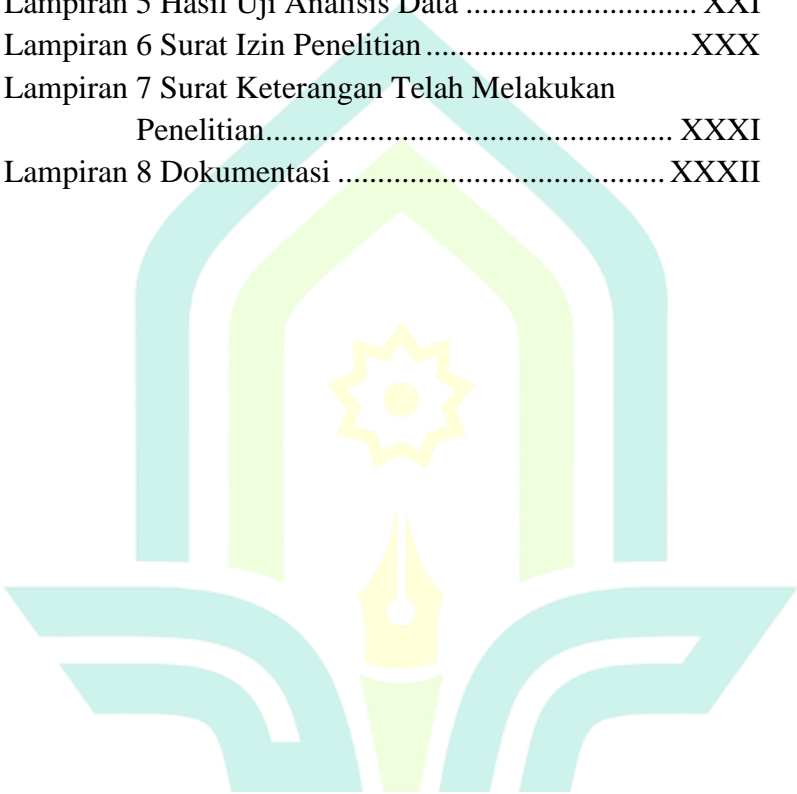 Lampiran 5 Hasil Uji Analisis Data ............................. XXI
Lampiran 6 Surat Izin Penelitian .................................XXX
Lampiran 7 Surat Keterangan Telah Melakukan
Penelitian................................................... XXXI
Lampiran 8 Dokumentasi ......................................... XXXII